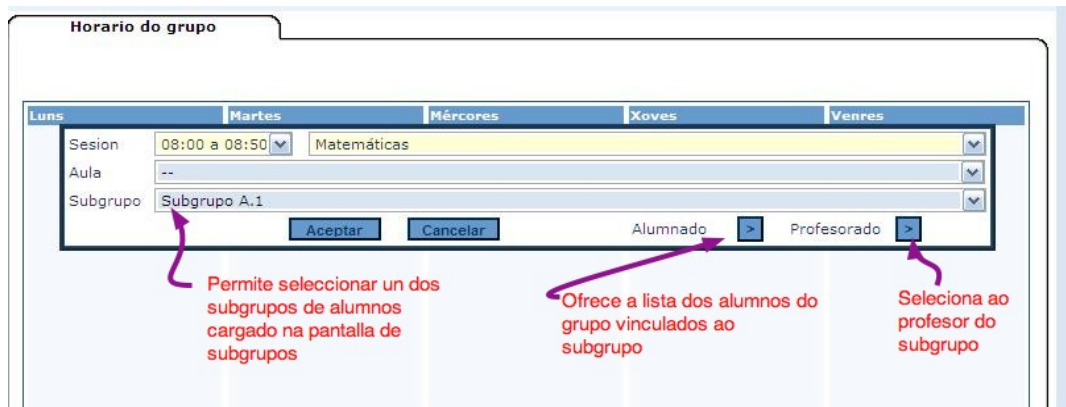 Horario do grupo
Luns Martes Mércores Xoves Venres
Sesion 08:00 a 08:50 Matemáticas
Aula --
Subgrupo Subgrupo A.1
Aceptar Cancelar Alumnado > Profesorado >
Permite seleccionar un dos
subgrupos de alumnos
cargado na pantalla de
subgrupos
Ofrece a lista dos alumnos do
grupo vinculados ao
subgrupo
Seleciona ao
profesor do
subgrupo